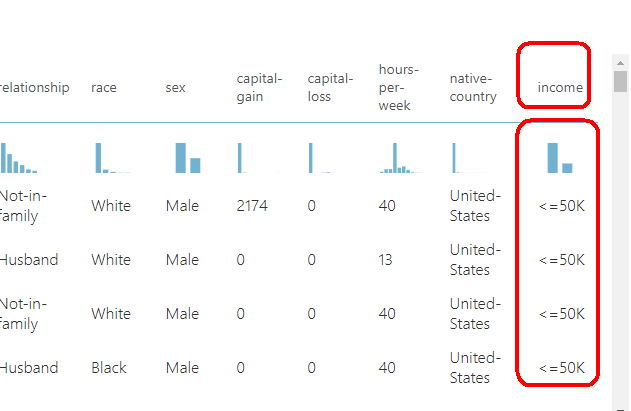 relationship race sex capital-gain capital-loss hours-per-week native-country income
Not-in-family White Male 2174 0 40 United-States <=50K
Husband White Male 0 0 13 United-States <=50K
Not-in-family White Male 0 0 40 United-States <=50K
Husband Black Male 0 0 40 United-States <=50K